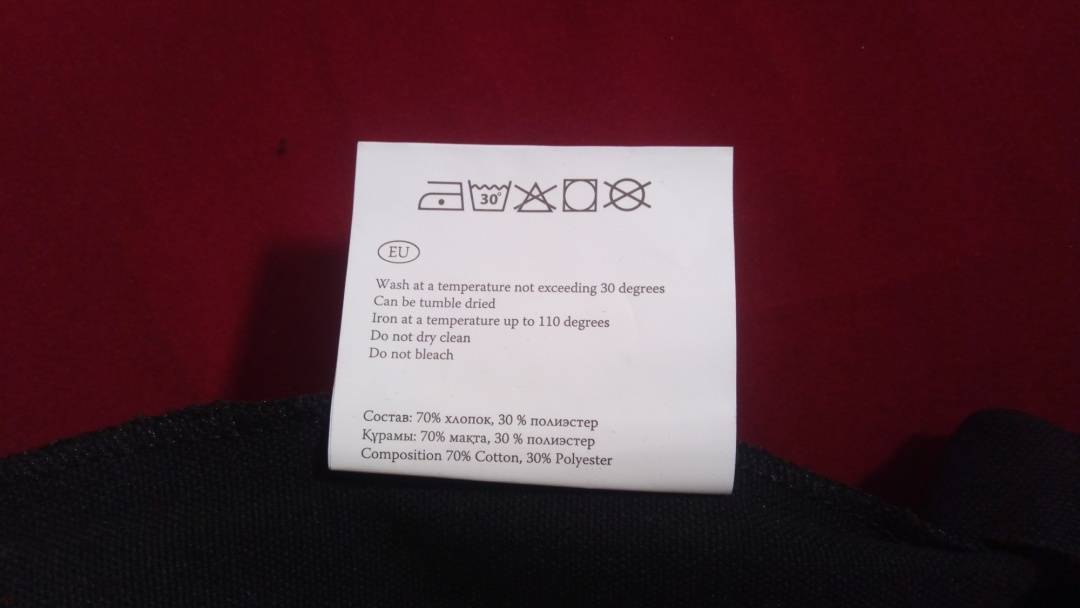 30°
EU
Wash at a temperature not exceeding 30 degrees
Can be tumble dried
Iron at a temperature up to 110 degrees
Do not dry clean
Do not bleach
Состав: 70% хлопок, 30 % полиэстер
Құрамы: 70% мақта, 30 % полиэстер
Composition 70% Cotton, 30% Polyester